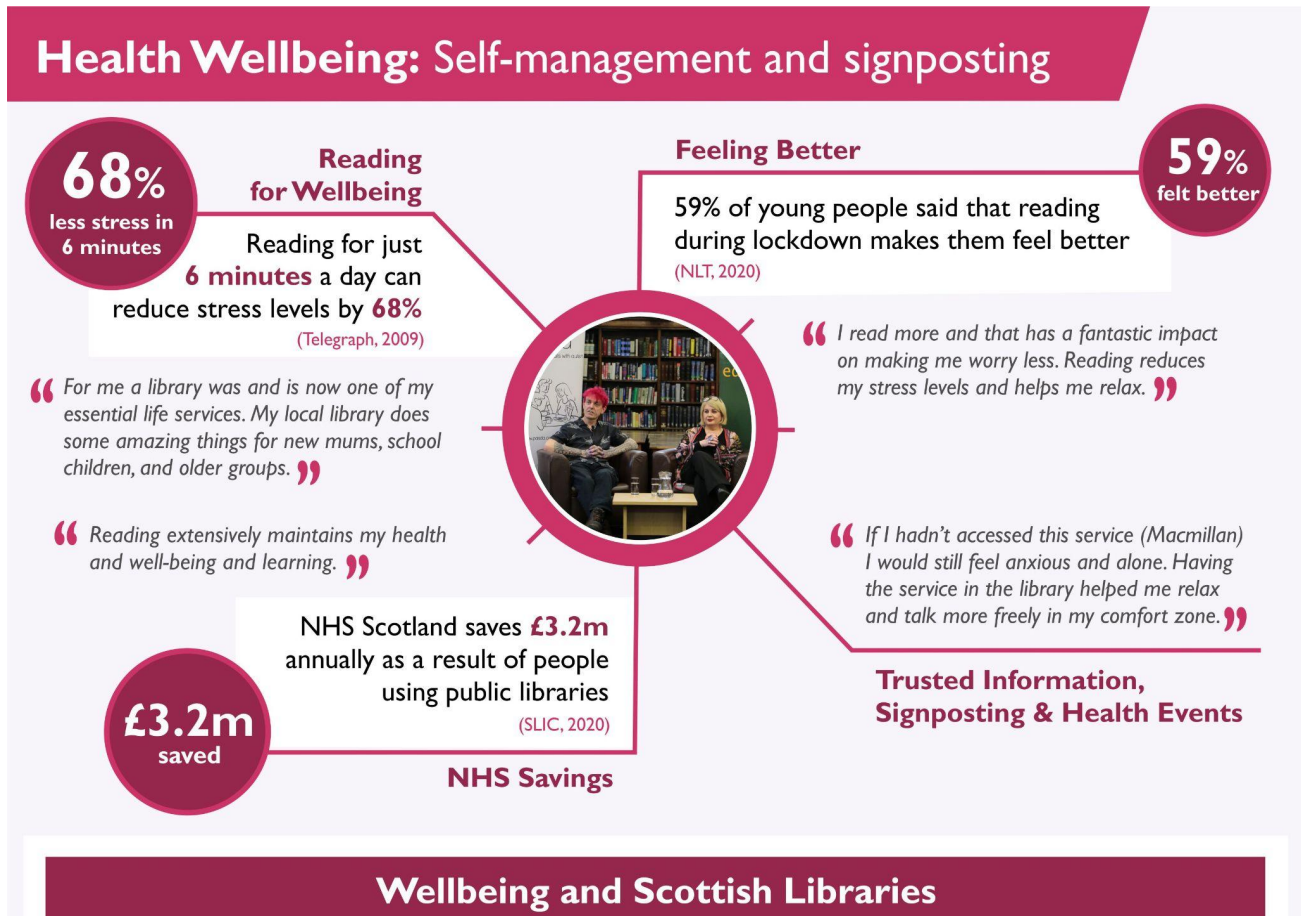 Health Wellbeing: Self-management and signposting
68%
less stress in
6 minutes
Reading
for Wellbeing
Reading for just
6 minutes a day can
reduce stress levels by 68%
(Telegraph, 2009)
Feeling Better
59%
felt better
59% of young people said that reading
during lockdown makes them feel better
(NLT, 2020)
“ I read more and that has a fantastic impact
on making me worry less. Reading reduces
my stress levels and helps me relax. ”
“ For me a library was and is now one of my
essential life services. My local library does
some amazing things for new mums, school
children, and older groups. ”
“ Reading extensively maintains my health
and well-being and learning. ”
“ If I hadn’t accessed this service (Macmillan)
I would still feel anxious and alone. Having
the service in the library helped me relax
and talk more freely in my comfort zone. ”
Trusted Information,
Signposting & Health Events
NHS Scotland saves £3.2m
annually as a result of people
using public libraries
(SLIC, 2020)
£3.2m
saved
NHS Savings
Wellbeing and Scottish Libraries